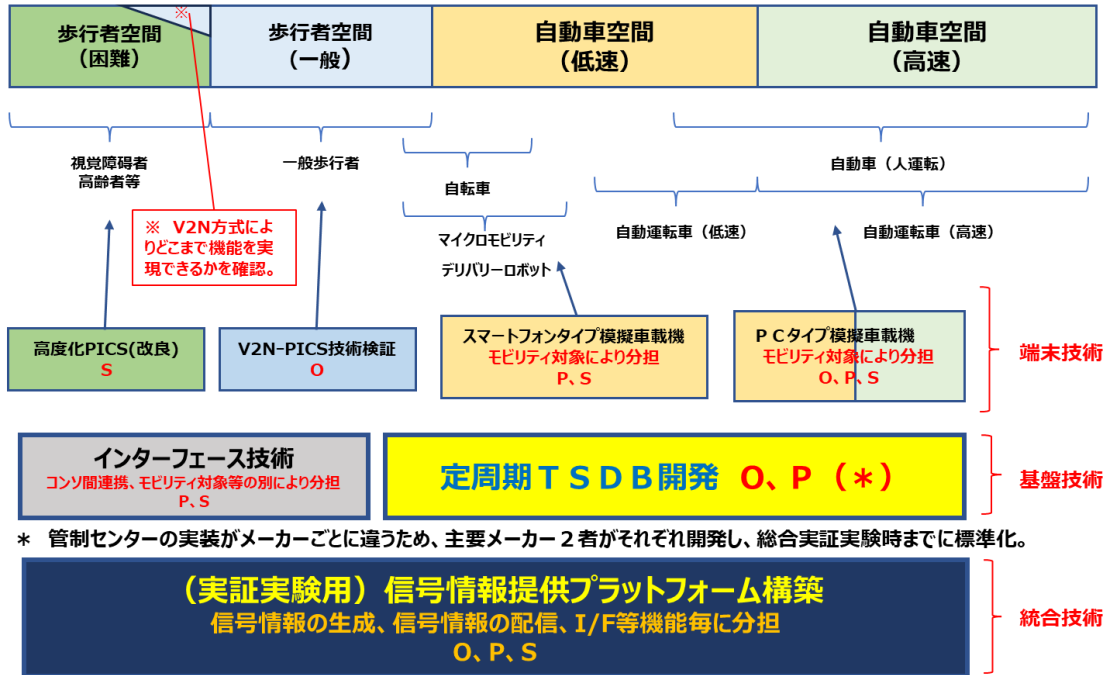 ※
歩行者空間
(困難)
歩行者空間
(一般)
自動車空間
(低速)
自動車空間
(高速)
視覚障碍者
高齢者等
一般歩行者
自転車
自動車（人運転）
マイクロモビリティ
デリバリーロボット
自動運転車（低速）
自動運転車（高速）
※ V2N方式によ
りどこまで機能を実
現できるかを確認。
高度化PICS(改良)
S
V2N-PICS技術検証
O
スマートフォンタイプ模擬車載機
モビリティ対象により分担
P、S
ＰＣタイプ模擬車載機
モビリティ対象により分担
O、P、S
端末技術
インターフェース技術
コンソ間連携、モビリティ対象等の別により分担
P、S
定周期ＴＳＤＢ開発 O、P（＊）
基盤技術
＊ 管制センターの実装がメーカーごとに違うため、主要メーカー２者がそれぞれ開発し、総合実証実験時までに標準化。
（実証実験用）信号情報提供プラットフォーム構築
信号情報の生成、信号情報の配信、I/F等機能毎に分担
O、P、S
統合技術